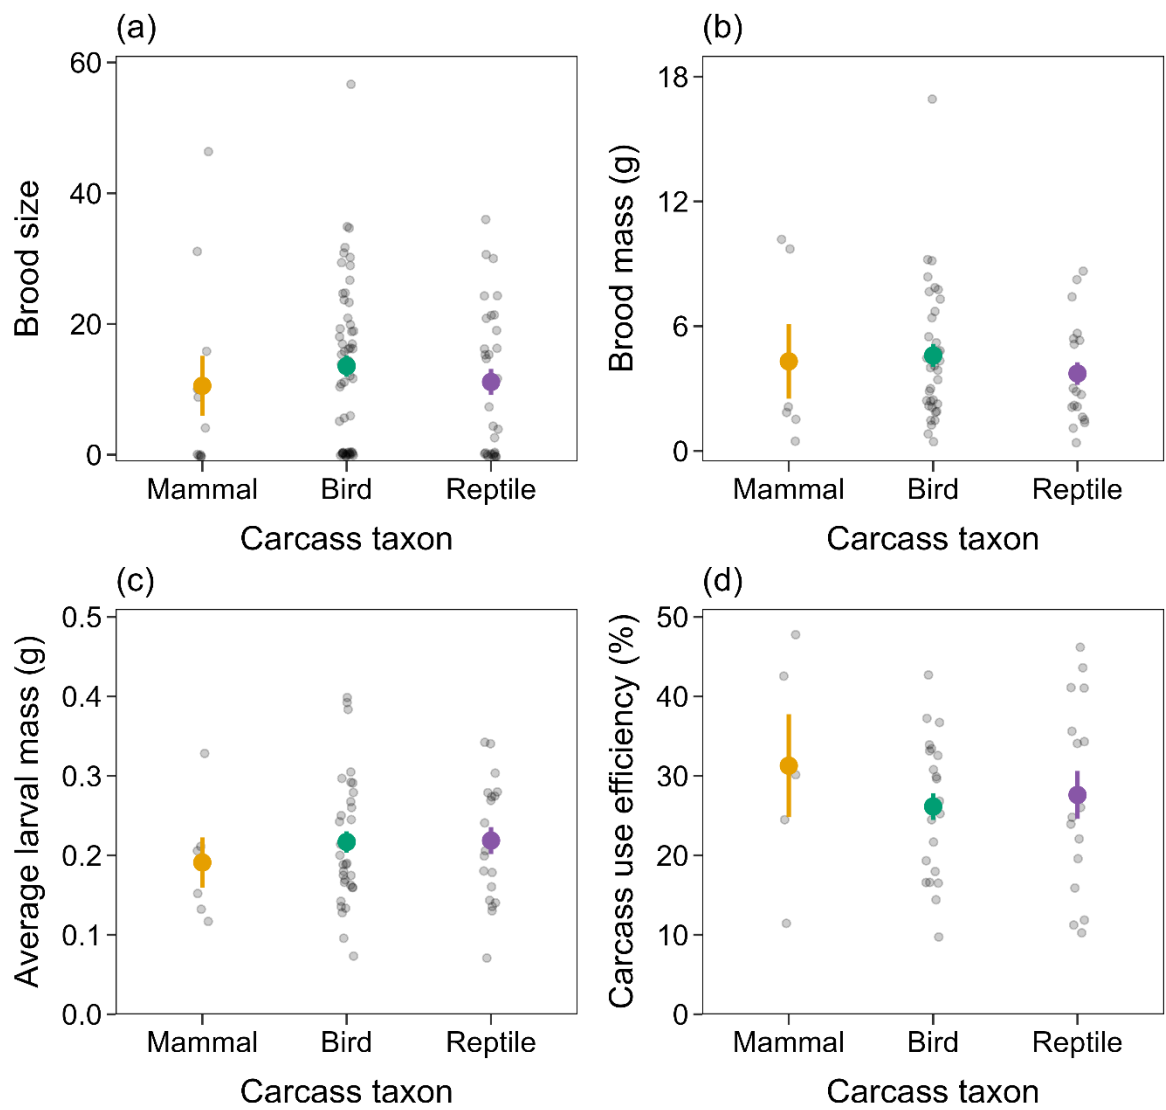 (a)
60
40
20
0
Brood size
Mammal Bird Reptile
Carcass taxon
(b)
18
12
6
0
Brood mass (g)
Mammal Bird Reptile
Carcass taxon
(c)
0.5
0.4
0.3
0.2
0.1
0.0
Average larval mass (g)
Mammal Bird Reptile
Carcass taxon
(d)
50
40
30
20
10
0
Carcass use efficiency (%)
Mammal Bird Reptile
Carcass taxon